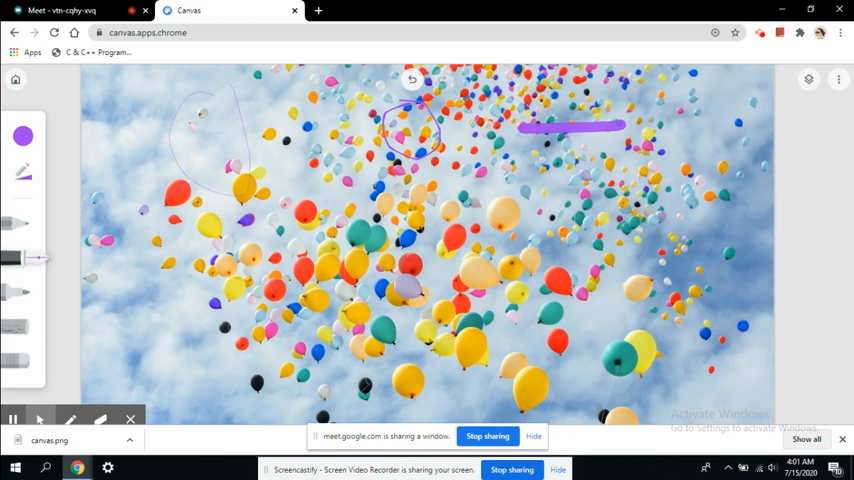 Meet - vtn-cqhy-xvq
Canvas
canvas.apps.chrome
Apps
C & C++ Program...
Activate Windows
Go to Settings to activate Windows.
meet.google.com is sharing a window.
Stop sharing
Hide
canvas.png
Show all
Screencastify - Screen Video Recorder is sharing your screen.
Stop sharing
Hide
4:01 AM
7/15/2020
10